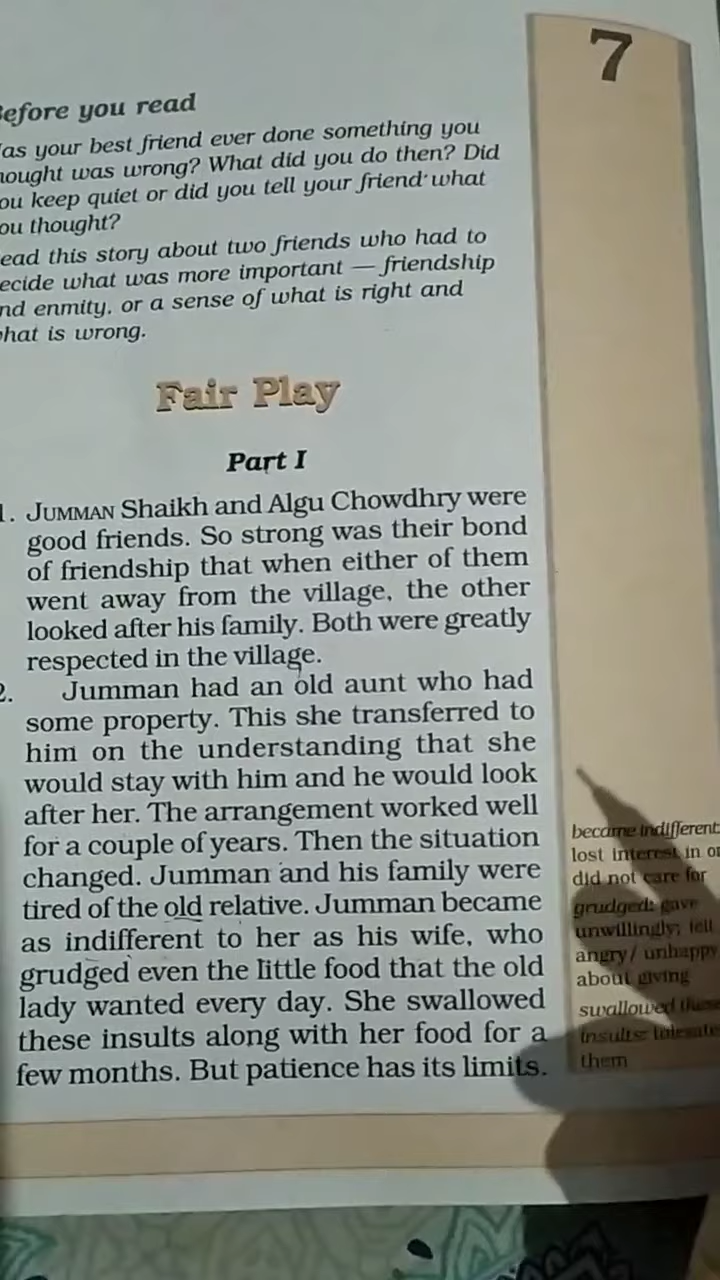 7
Before you read
as your best friend ever done something you
ought was wrong? What did you do then? Did
ou keep quiet or did you tell your friend what
ou thought?
ead this story about two friends who had to
ecide what was more important — friendship
nd enmity, or a sense of what is right and
hat is wrong.
Fair Play
Part I
1. JUMMAN Shaikh and Algu Chowdhry were
good friends. So strong was their bond
of friendship that when either of them
went away from the village, the other
looked after his family. Both were greatly
respected in the village.
2. Jumman had an old aunt who had
some property. This she transferred to
him on the understanding that she
would stay with him and he would look
after her. The arrangement worked well
for a couple of years. Then the situation
changed. Jumman and his family were
tired of the old relative. Jumman became
as indifferent to her as his wife, who
grudged even the little food that the old
lady wanted every day. She swallowed
these insults along with her food for a
few months. But patience has its limits.
became indifferent:
lost interest in or
did not care for
grudged: gave
unwillingly; felt
angry/ unhappy
about giving
swallowed these
insults: tolerate
them